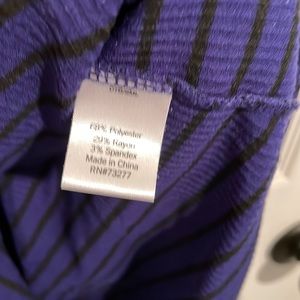 68% Polyester
29% Rayon
3% Spandex
Made in China
RN#73277